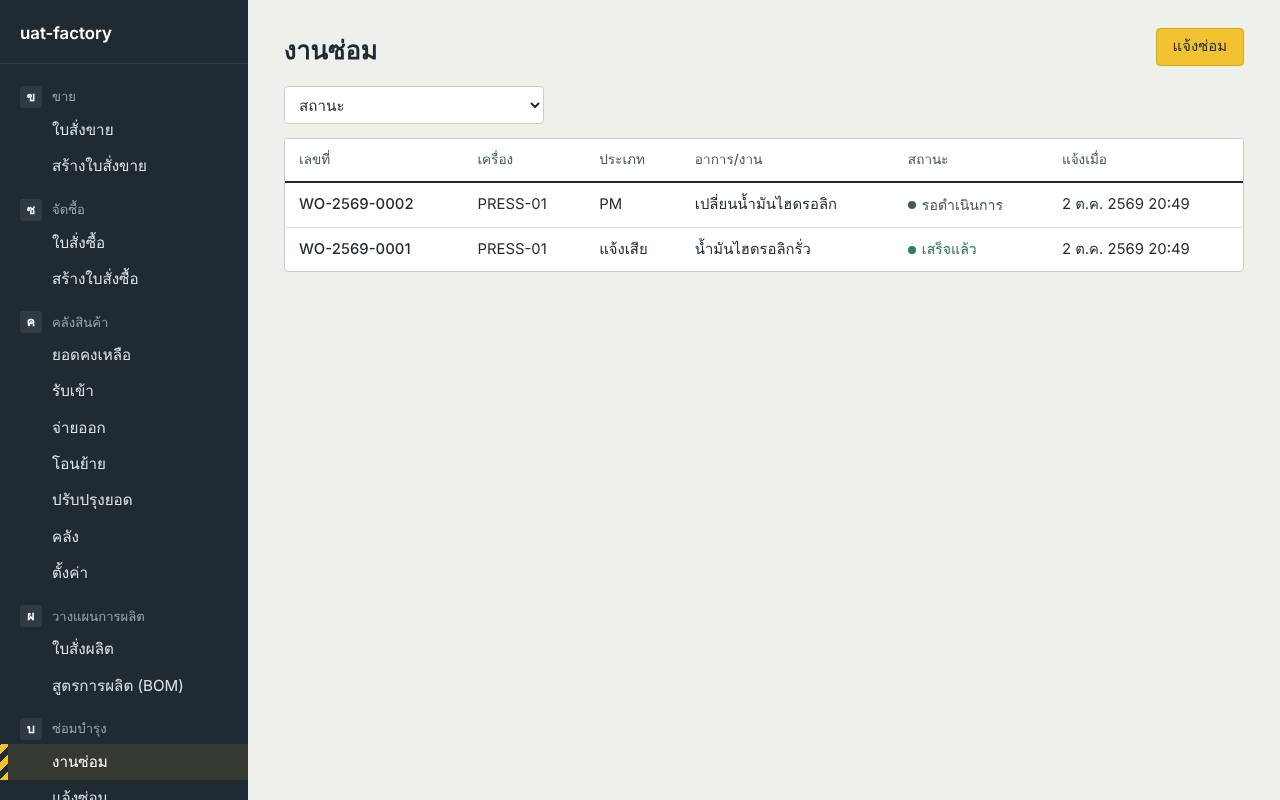 uat-factory
ข ขาย
ใบสั่งขาย
สร้างใบสั่งขาย
ซ จัดซื้อ
ใบสั่งซื้อ
สร้างใบสั่งซื้อ
ค คลังสินค้า
ยอดคงเหลือ
รับเข้า
จ่ายออก
โอนย้าย
ปรับปรุงยอด
คลัง
ตั้งค่า
ผ วางแผนการผลิต
ใบสั่งผลิต
สูตรการผลิต (BOM)
บ ซ่อมบำรุง
งานซ่อม
แจ้งซ่อม
งานซ่อม
แจ้งซ่อม
สถานะ
เลขที่ เครื่อง ประเภท อาการ/งาน สถานะ แจ้งเมื่อ
WO-2569-0002 PRESS-01 PM เปลี่ยนน้ำมันไฮดรอลิก รอดำเนินการ 2 ต.ค. 2569 20:49
WO-2569-0001 PRESS-01 แจ้งเสีย น้ำมันไฮดรอลิกรั่ว เสร็จแล้ว 2 ต.ค. 2569 20:49